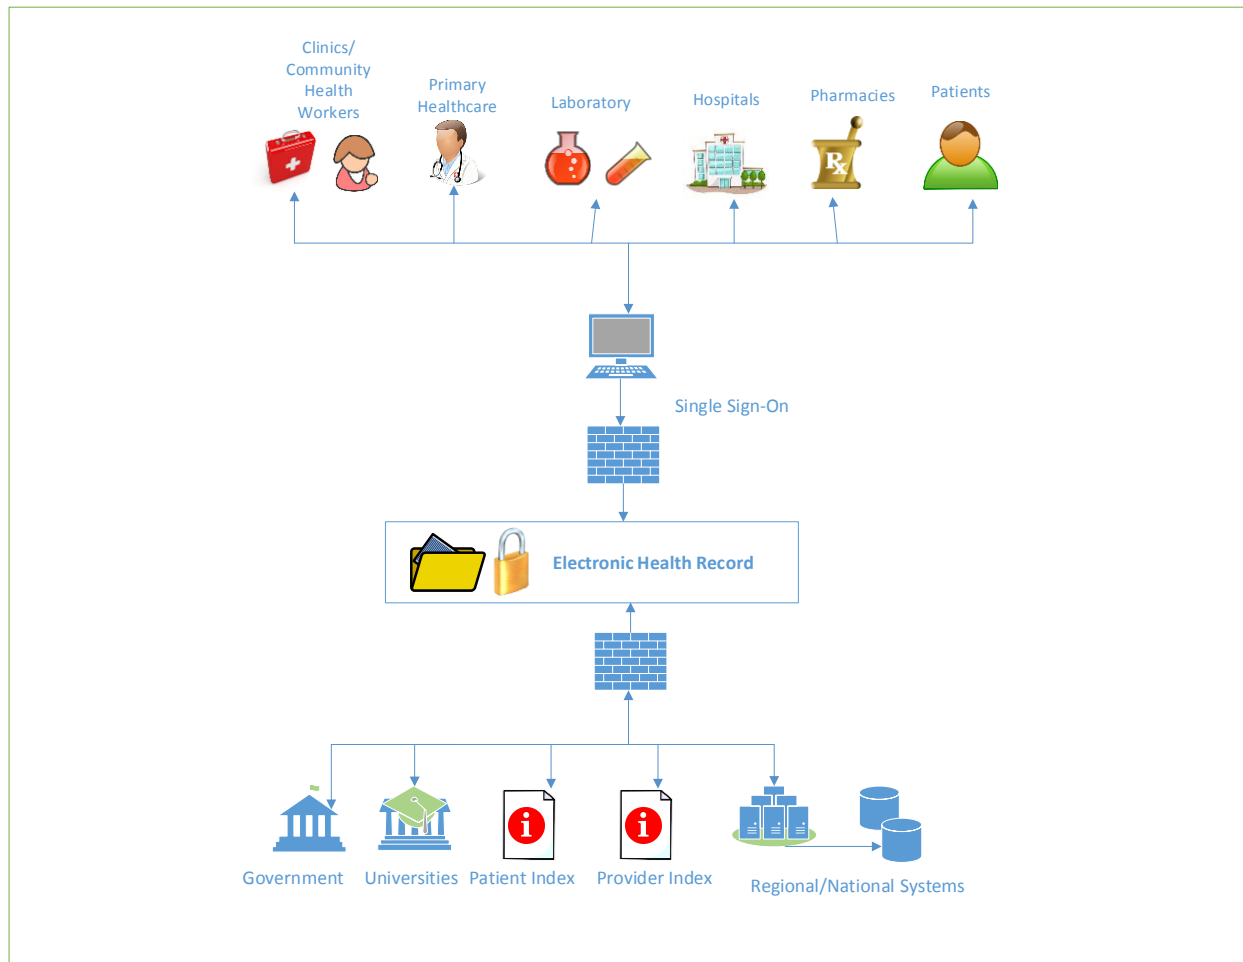 Clinics/
Community
Health
Workers
Primary
Healthcare
Laboratory
Hospitals
Pharmacies
Patients
Rx
Single Sign-On
Electronic Health Record
i
i
Government
Universities
Patient Index
Provider Index
Regional/National Systems